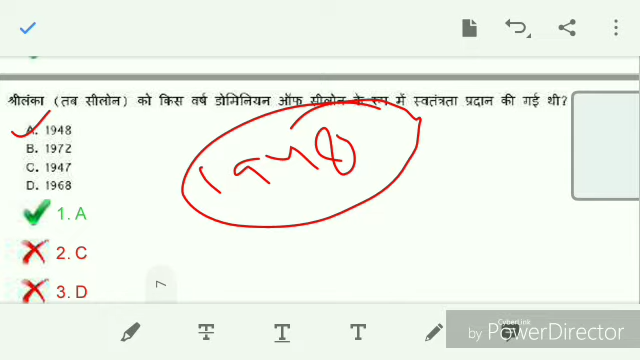 श्रीलंका (तब सीलोन) को किस वर्ष डोमिनियन ऑफ सीलोन के रूप में स्वतंत्रता प्रदान की गई थी?
A. 1948
B. 1972
C. 1947
D. 1968
1948
1. A
2. C
3. D
7
T T T
CyberLink
by PowerDirector